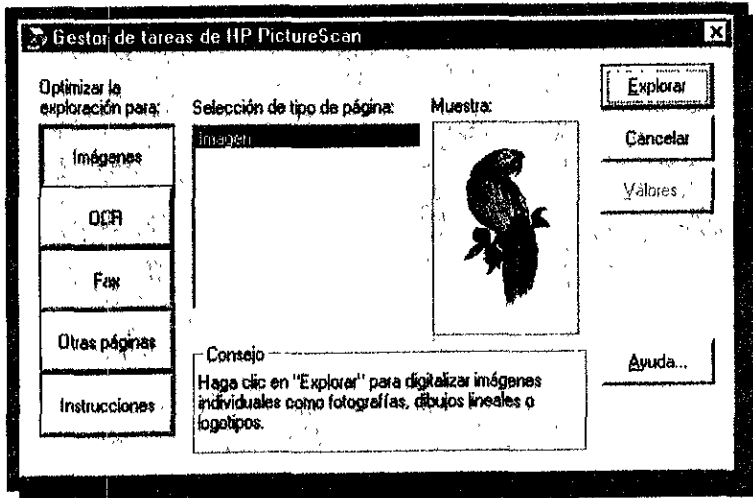 Gestor de tareas de HP PictureScan
Optimizar la
exploración para:
Imágenes
OCR
Fax
Otras páginas
Instrucciones
Selección de tipo de página:
Imagen
Muestra:
Explorar
Cancelar
Valores
Ayuda...
Consejo
Haga clic en "Explorar" para digitalizar imágenes
individuales como fotografías, dibujos lineales o
logotipos.